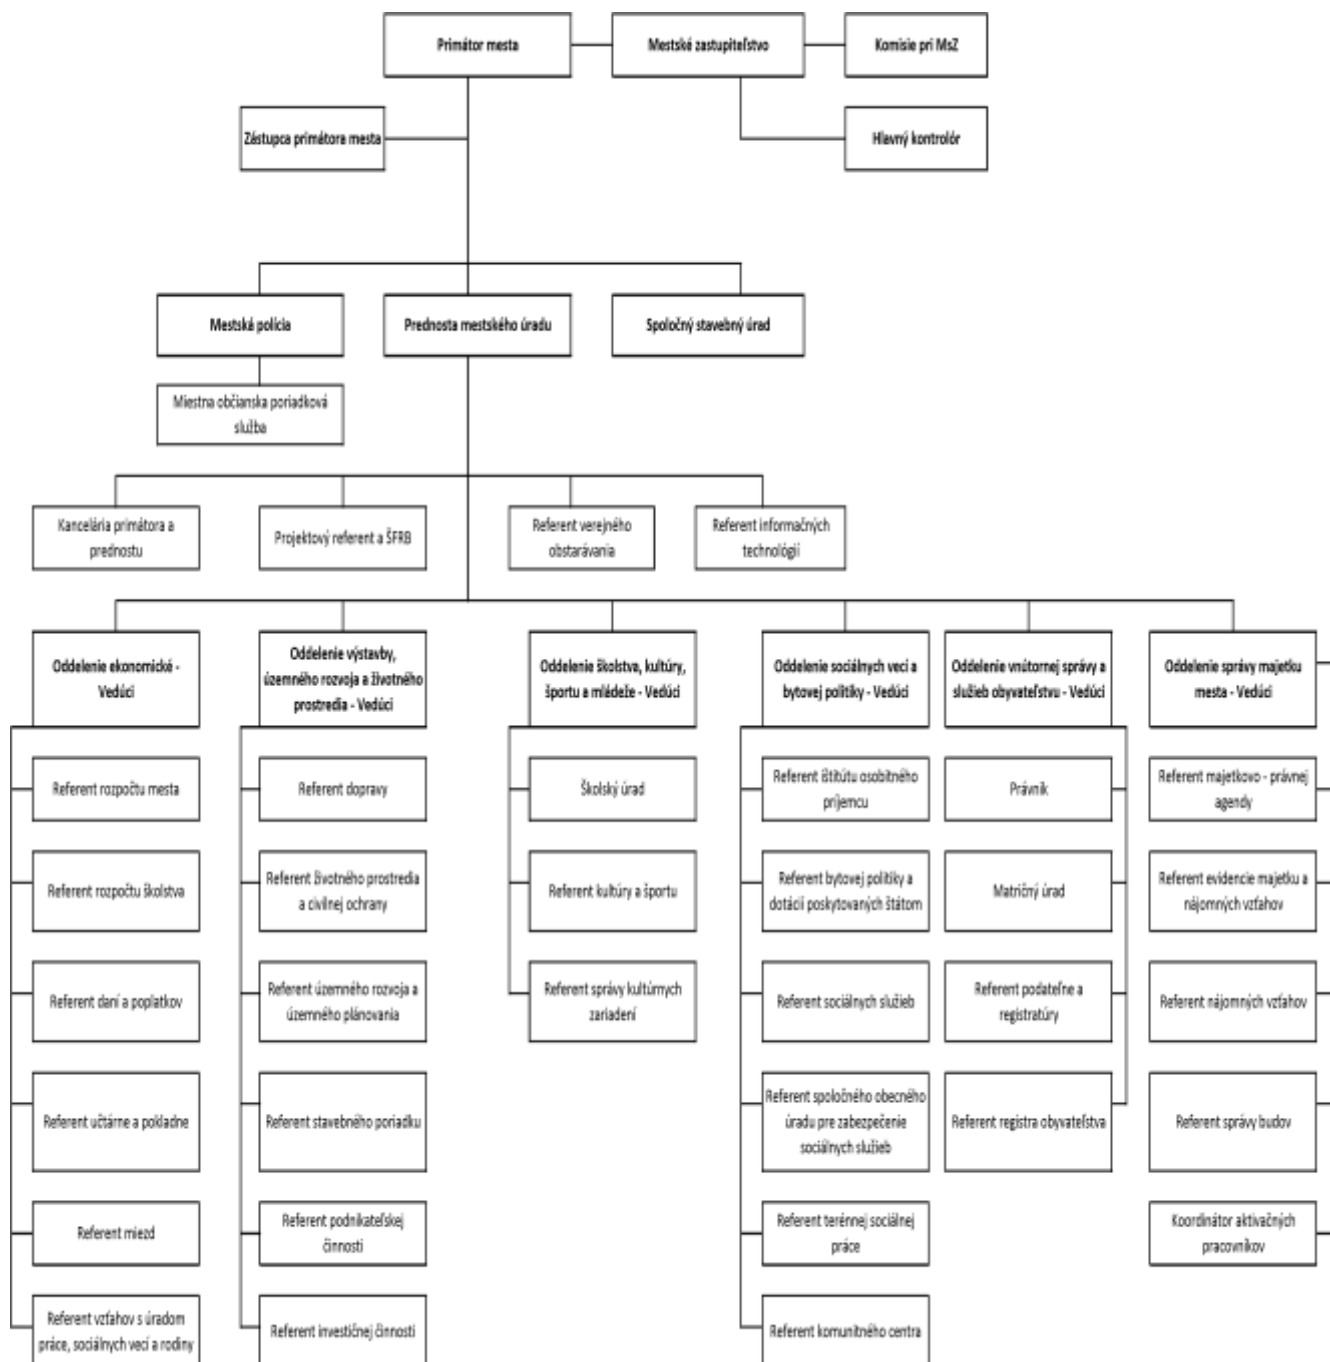 Primátor mesta
Mestské zastupiteľstvo
Komisie pri MsZ
Zástupca primátora mesta
Hlavný kontrolór
Mestská polícia
Prednosta mestského úradu
Spoločný stavebný úrad
Miestna občianska poriadková
služba
Kancelária primátora a
prednostu
Projektový referent a ŠFRB
Referent verejného
obstarávania
Referent informačných
technológií
Oddelenie ekonomické -
Vedúci
Oddelenie výstavby,
územného rozvoja a životného
prostredia - Vedúci
Oddelenie školstva, kultúry,
športu a mládeže - Vedúci
Oddelenie sociálnych vecí a
bytovej politiky - Vedúci
Oddelenie vnútornej správy a
služieb obyvateľstvu - Vedúci
Oddelenie správy majetku
mesta - Vedúci
Referent rozpočtu mesta
Referent dopravy
Školský úrad
Referent ištitútu osobitného
príjemcu
Právnik
Referent majetkovo - právnej
agendy
Referent rozpočtu školstva
Referent životného prostredia
a civilnej ochrany
Referent kultúry a športu
Referent bytovej politiky a
dotácií poskytovaných štátom
Matričný úrad
Referent evidencie majetku a
nájomných vzťahov
Referent daní a poplatkov
Referent územného rozvoja a
územného plánovania
Referent správy kultúrnych
zariadení
Referent sociálnych služieb
Referent podateľne a
registratúry
Referent nájomných vzťahov
Referent učtárne a pokladne
Referent stavebného poriadku
Referent spoločného obecného
úradu pre zabezpečenie
sociálnych služieb
Referent registra obyvateľstva
Referent správy budov
Referent miezd
Referent podnikateľskej
činnosti
Referent terénnej sociálnej
práce
Koordinátor aktivačných
pracovníkov
Referent vzťahov s úradom
práce, sociálnych vecí a rodiny
Referent investičnej činnosti
Referent komunitného centra